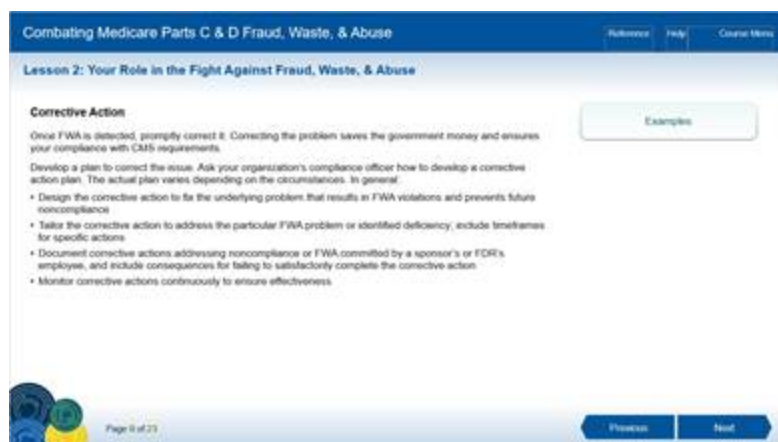 Combating Medicare Parts C & D Fraud, Waste, & Abuse
Reference Help Course Menu
Lesson 2: Your Role in the Fight Against Fraud, Waste, & Abuse
Corrective Action
Examples
Once FWA is detected, promptly correct it. Correcting the problem saves the government money and ensures
your compliance with CMS requirements.
Develop a plan to correct the issue. Ask your organization's compliance officer how to develop a corrective
action plan. The actual plan varies depending on the circumstances. In general:
• Design the corrective action to fix the underlying problem that results in FWA violations and prevents future
noncompliance
• Tailor the corrective action to address the particular FWA problem or identified deficiency; include timeframes
for specific actions
• Document corrective actions addressing noncompliance or FWA committed by a sponsor's or FDR's
employee, and include consequences for failing to satisfactorily complete the corrective action
• Monitor corrective actions continuously to ensure effectiveness
Page of 23
Previous Next